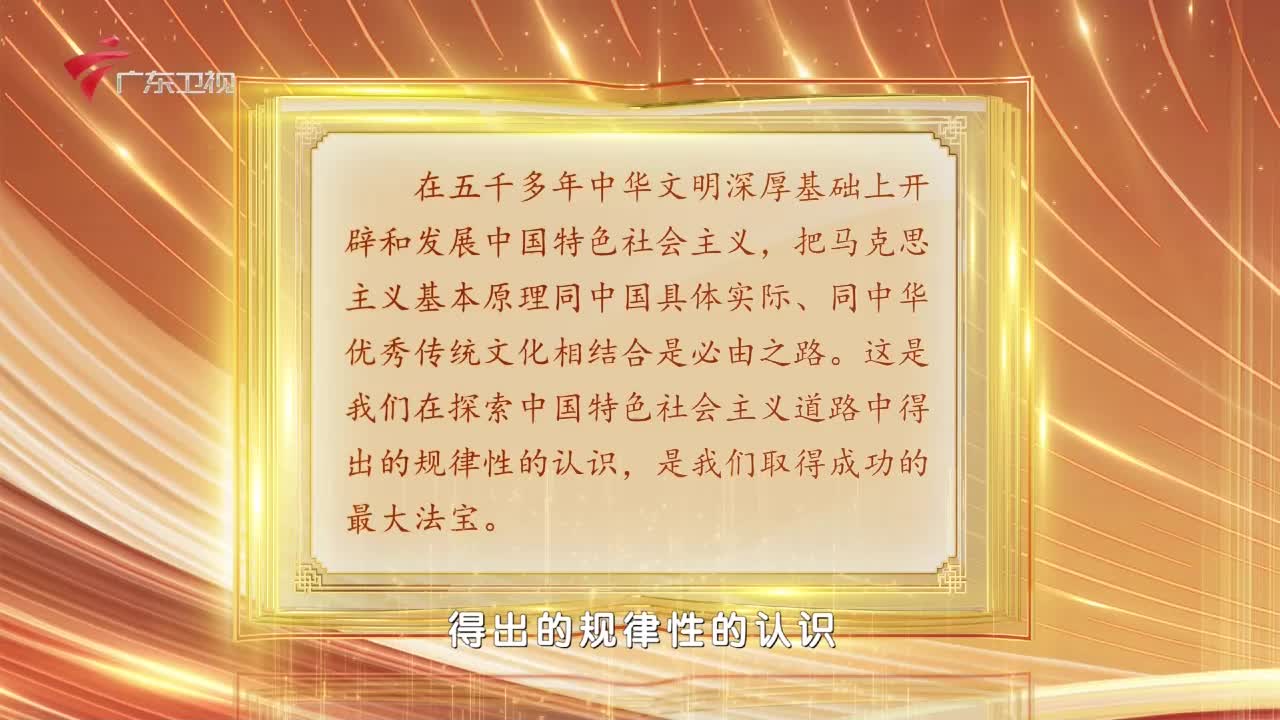 广东卫视
在五千多年中华文明深厚基础上开
辟和发展中国特色社会主义，把马克思
主义基本原理同中国具体实际、同中华
优秀传统文化相结合是必由之路。这是
我们在探索中国特色社会主义道路中得
出的规律性的认识，是我们取得成功的
最大法宝。
得出的规律性的认识